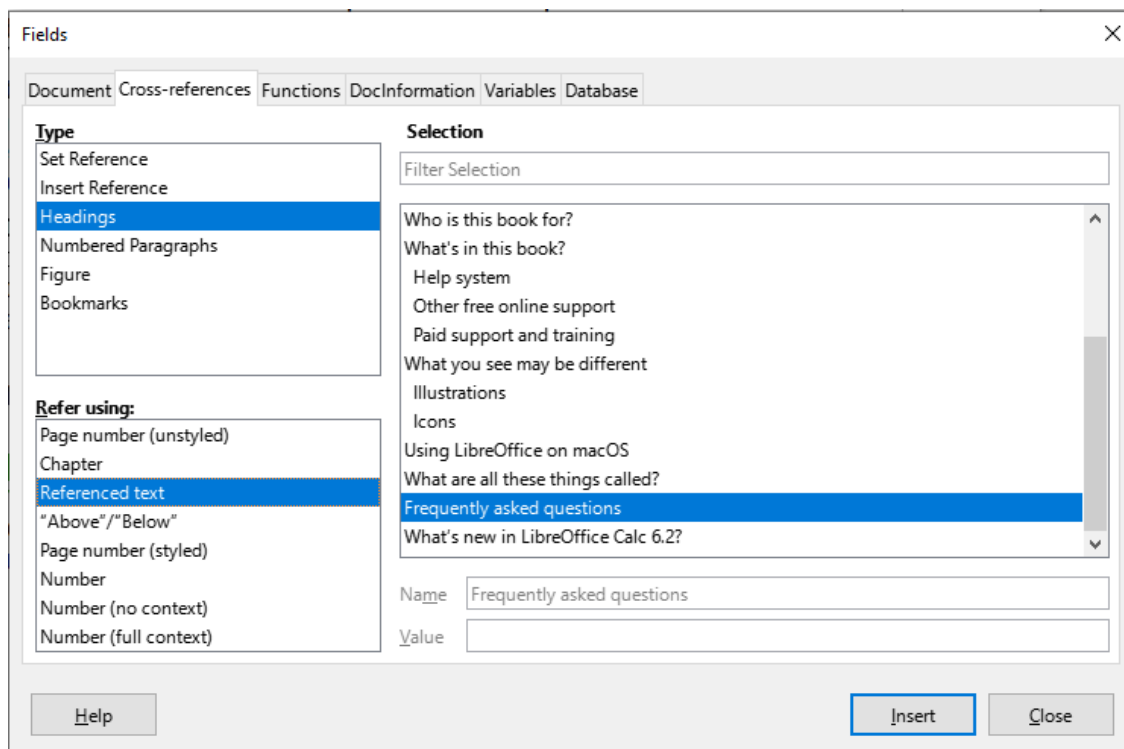 Fields
Document Cross-references Functions DocInformation Variables Database
Type
Set Reference
Insert Reference
Headings
Numbered Paragraphs
Figure
Bookmarks
Refer using:
Page number (unstyled)
Chapter
Referenced text
“Above”/“Below”
Page number (styled)
Number
Number (no context)
Number (full context)
Selection
Filter Selection
Who is this book for?
What's in this book?
Help system
Other free online support
Paid support and training
What you see may be different
Illustrations
Icons
Using LibreOffice on macOS
What are all these things called?
Frequently asked questions
What's new in LibreOffice Calc 6.2?
Name Frequently asked questions
Value
Help Insert Close